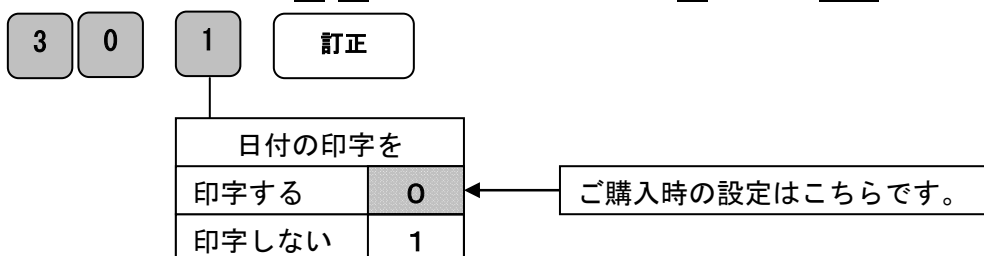 3 0 1 訂正
日付の印字を
印字する 0 ご購入時の設定はこちらです。
印字しない 1